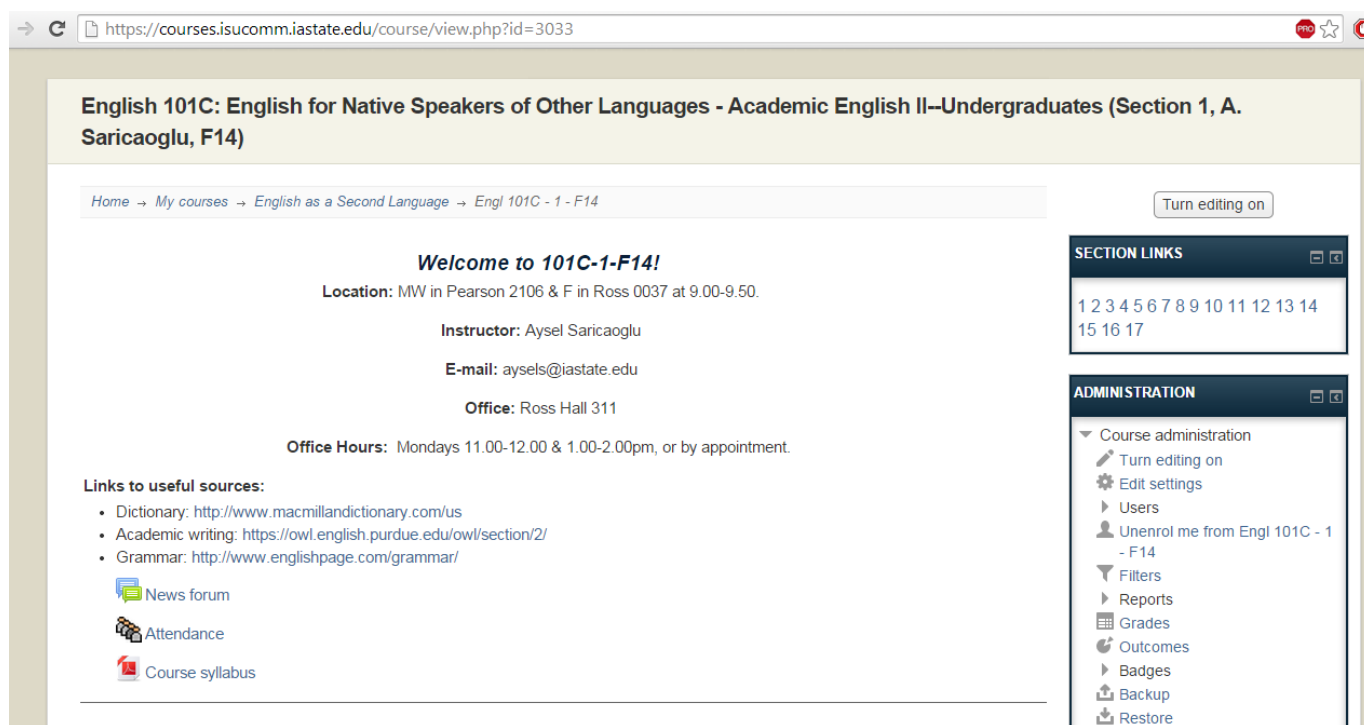 https://courses.isucomm.iastate.edu/course/view.php?id=3033
PRO
English 101C: English for Native Speakers of Other Languages - Academic English II--Undergraduates (Section 1, A.
Saricaoglu, F14)
Home → My courses → English as a Second Language → Engl 101C - 1 - F14
Turn editing on
Welcome to 101C-1-F14!
Location: MW in Pearson 2106 & F in Ross 0037 at 9.00-9.50.
Instructor: Aysel Saricaoglu
E-mail: aysels@iastate.edu
Office: Ross Hall 311
Office Hours: Mondays 11.00-12.00 & 1.00-2.00pm, or by appointment.
Links to useful sources:
• Dictionary: http://www.macmillandictionary.com/us
• Academic writing: https://owl.english.purdue.edu/owl/section/2/
• Grammar: http://www.englishpage.com/grammar/
News forum
Attendance
Course syllabus
SECTION LINKS
1 2 3 4 5 6 7 8 9 10 11 12 13 14
15 16 17
ADMINISTRATION
Course administration
Turn editing on
Edit settings
Users
Unenrol me from Engl 101C - 1
- F14
Filters
Reports
Grades
Outcomes
Badges
Backup
Restore